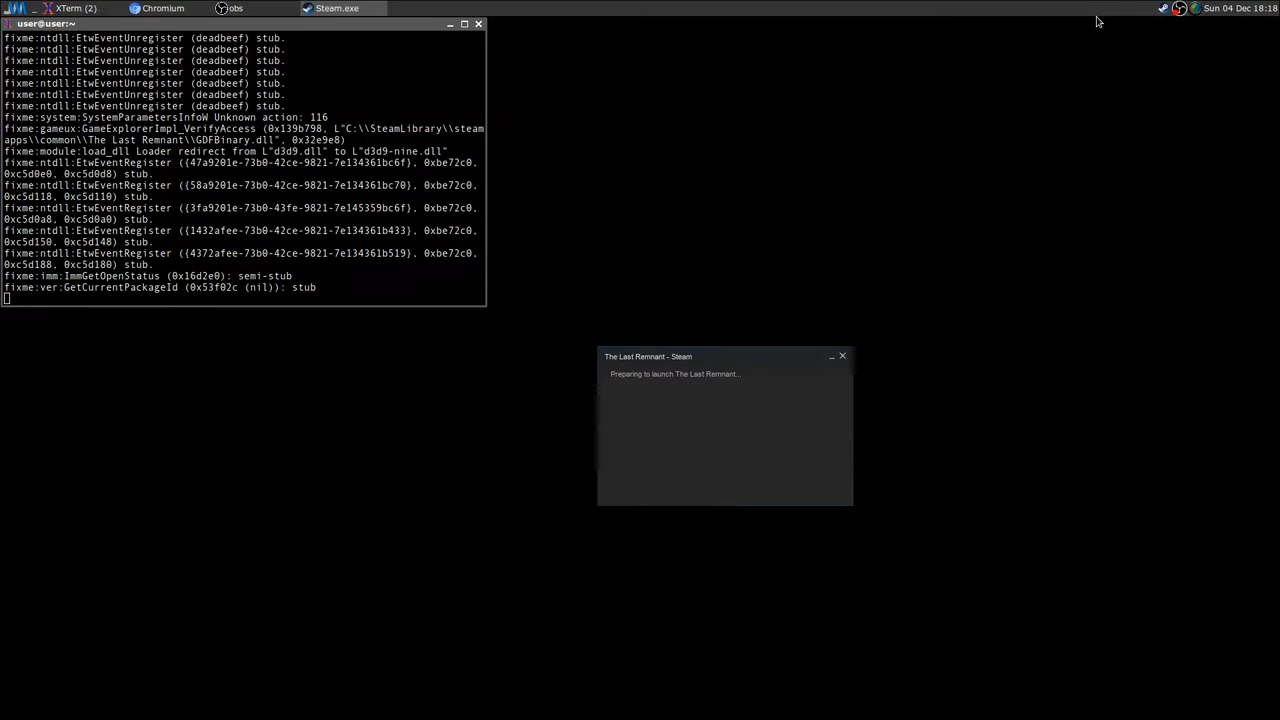 XTerm (2)
Chromium
obs
Steam.exe
Sun 04 Dec 18:18
user@user:~
fixme:ntdll:EtwEventUnregister (deadbeef) stub.
fixme:ntdll:EtwEventUnregister (deadbeef) stub.
fixme:ntdll:EtwEventUnregister (deadbeef) stub.
fixme:ntdll:EtwEventUnregister (deadbeef) stub.
fixme:ntdll:EtwEventUnregister (deadbeef) stub.
fixme:ntdll:EtwEventUnregister (deadbeef) stub.
fixme:ntdll:EtwEventUnregister (deadbeef) stub.
fixme:system:SystemParametersInfoW Unknown action: 116
fixme:gameux:GameExplorerImpl_VerifyAccess (0x139b798, L"C:\\SteamLibrary\\steam
apps\\common\\The Last Remnant\\GDFBinary.dll", 0x32e9e8)
fixme:module:load_dll Loader redirect from L"d3d9.dll" to L"d3d9-nine.dll"
fixme:ntdll:EtwEventRegister ({47a9201e-73b0-42ce-9821-7e134361bc6f}, 0xbe72c0,
0xc5d0e0, 0xc5d0d8) stub.
fixme:ntdll:EtwEventRegister ({58a9201e-73b0-42ce-9821-7e134361bc70}, 0xbe72c0,
0xc5d118, 0xc5d110) stub.
fixme:ntdll:EtwEventRegister ({3fa9201e-73b0-43fe-9821-7e145359bc6f}, 0xbe72c0,
0xc5d0a8, 0xc5d0a0) stub.
fixme:ntdll:EtwEventRegister ({1432afee-73b0-42ce-9821-7e134361b433}, 0xbe72c0,
0xc5d150, 0xc5d148) stub.
fixme:ntdll:EtwEventRegister ({4372afee-73b0-42ce-9821-7e134361b519}, 0xbe72c0,
0xc5d188, 0xc5d180) stub.
fixme:imm:ImmGetOpenStatus (0x16d2e0): semi-stub
fixme:ver:GetCurrentPackageId (0x53f02c (nil)): stub
The Last Remnant - Steam
Preparing to launch The Last Remnant...